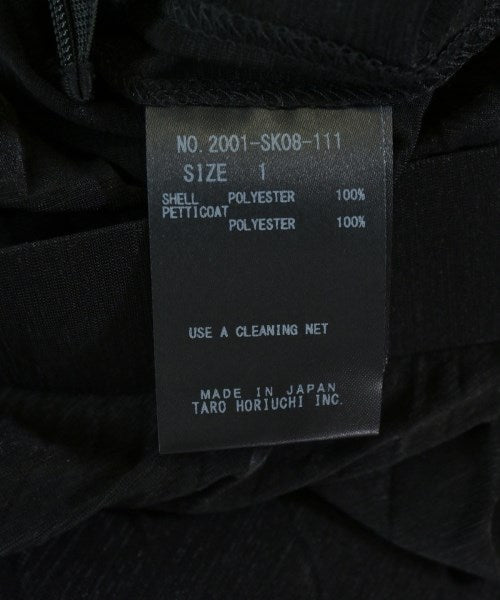 NO. 2001-SK08-111
SIZE 1
SHELL POLYESTER 100%
PETTICOAT
POLYESTER 100%
USE A CLEANING NET
MADE IN JAPAN
TARO HORIUCHI INC.